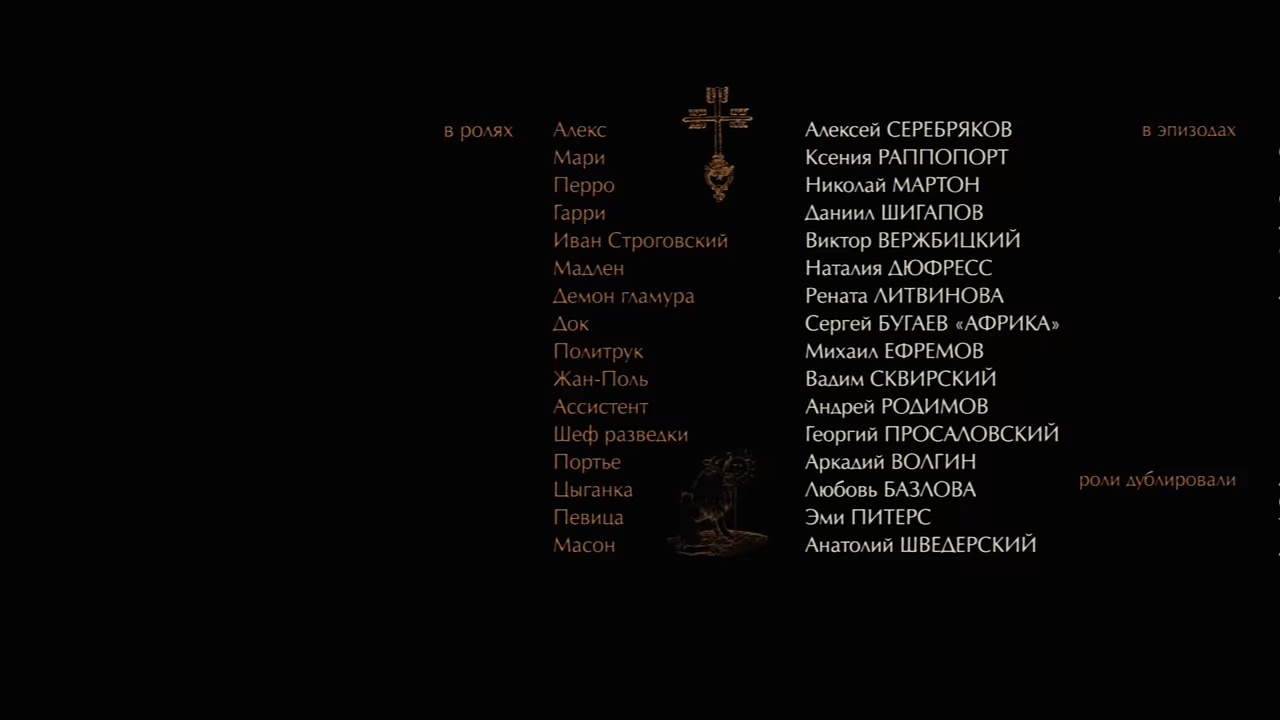 в ролях Алекс Алексей СЕРЕБРЯКОВ в эпизодах
Мари Ксения РАППОПОРТ
Перро Николай МАРТОН
Гарри Даниил ШИГАПОВ
Иван Строговский Виктор ВЕРЖБИЦКИЙ
Мадлен Наталия ДЮФРЕСС
Демон гламура Рената ЛИТВИНОВА
Док Сергей БУГАЕВ «АФРИКА»
Политрук Михаил ЕФРЕМОВ
Жан-Поль Вадим СКВИРСКИЙ
Ассистент Андрей РОДИМОВ
Шеф разведки Георгий ПРОСАЛОВСКИЙ
Портье Аркадий ВОЛГИН
роли дублировали
Цыганка Любовь БАЗЛОВА
Певица Эми ПИТЕРС
Масон Анатолий ШВЕДЕРСКИЙ